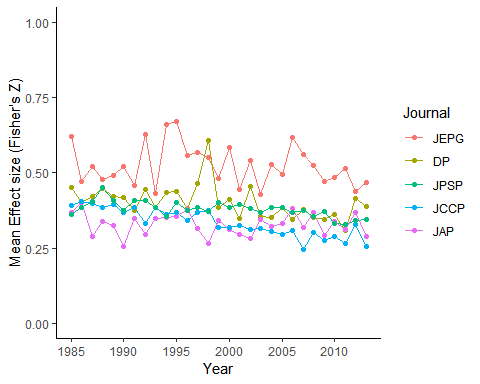 Mean Effect size (Fisher's Z)
1.00
0.75
0.50
0.25
0.00
1985 1990 1995 2000 2005 2010
Year
Journal
JEPG
DP
JPSP
JCCP
JAP